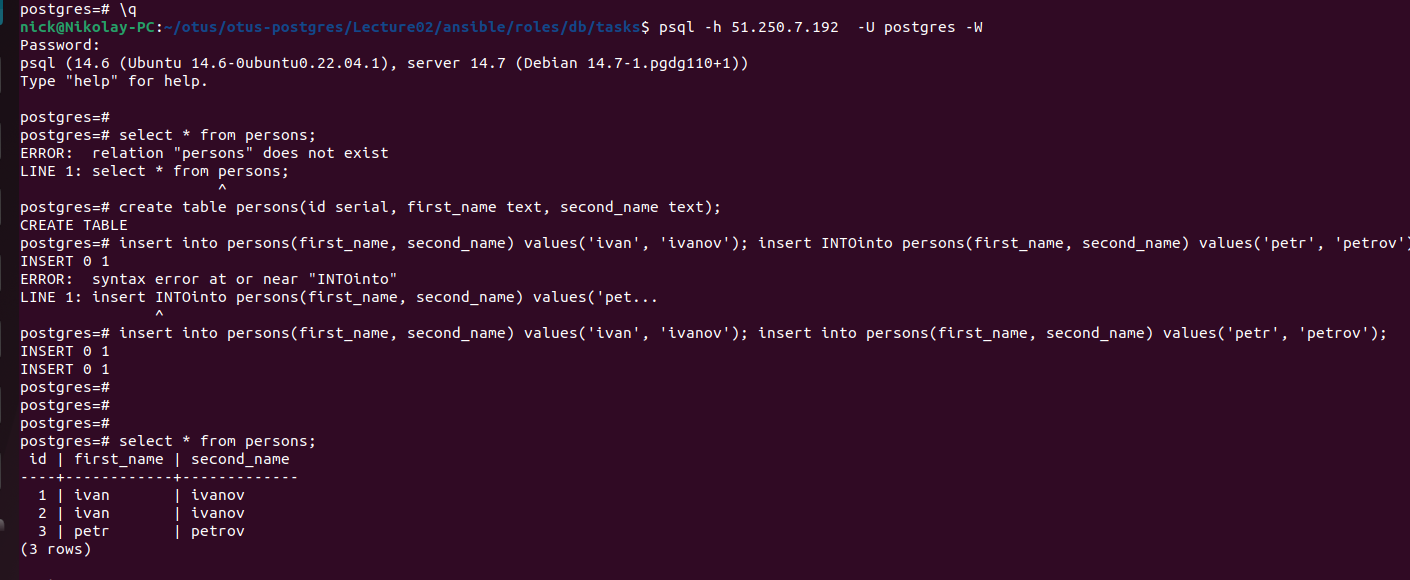 postgres=# \q
nick@Nikolay-PC:~/otus/otus-postgres/Lecture02/ansible/roles/db/tasks$ psql -h 51.250.7.192  -U postgres -W
Password:
psql (14.6 (Ubuntu 14.6-0ubuntu0.22.04.1), server 14.7 (Debian 14.7-1.pgdg110+1))
Type "help" for help.

postgres=#
postgres=# select * from persons;
ERROR:  relation "persons" does not exist
LINE 1: select * from persons;
                      ^
postgres=# create table persons(id serial, first_name text, second_name text);
CREATE TABLE
postgres=# insert into persons(first_name, second_name) values('ivan', 'ivanov'); insert INTOinto persons(first_name, second_name) values('petr', 'petrov')
INSERT 0 1
ERROR:  syntax error at or near "INTOinto"
LINE 1: insert INTOinto persons(first_name, second_name) values('pet...
               ^
postgres=# insert into persons(first_name, second_name) values('ivan', 'ivanov'); insert into persons(first_name, second_name) values('petr', 'petrov');
INSERT 0 1
INSERT 0 1
postgres=#
postgres=#
postgres=#
postgres=# select * from persons;
 id | first_name | second_name
----+------------+-------------
  1 | ivan       | ivanov
  2 | ivan       | ivanov
  3 | petr       | petrov
(3 rows)